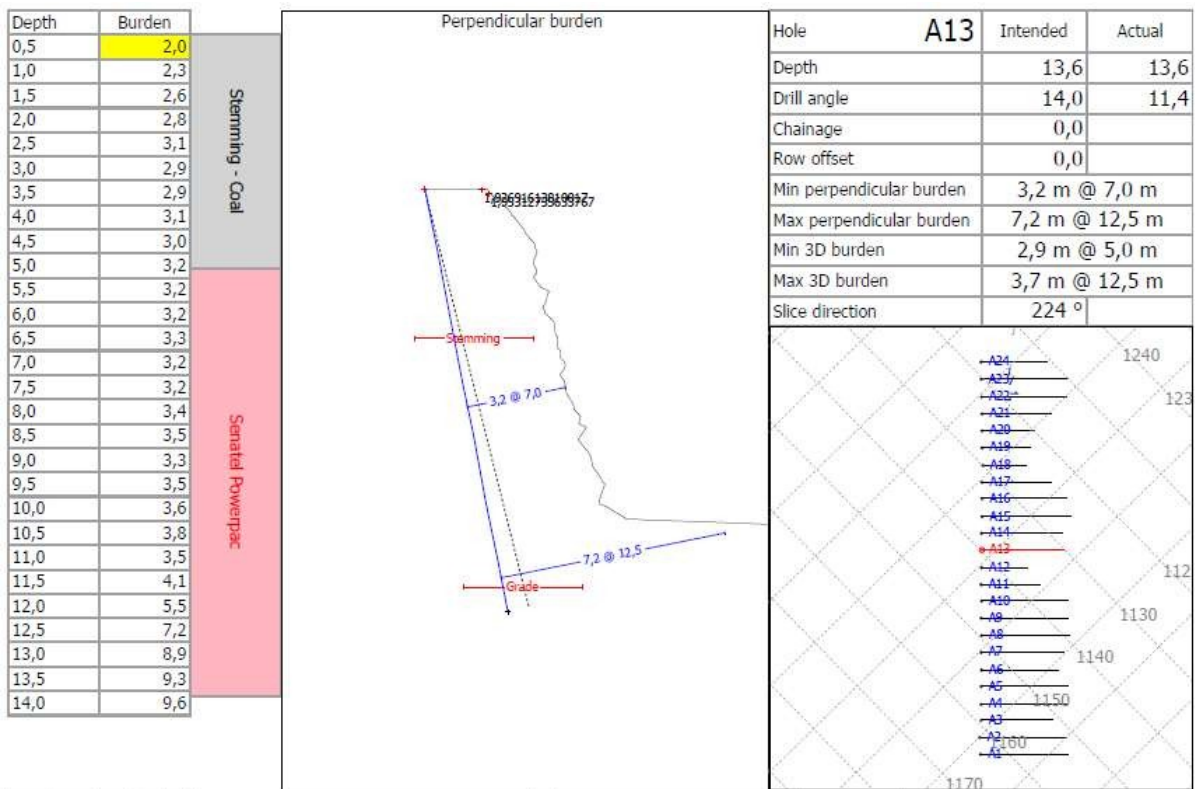 Depth Burden
0,5 2,0
1,0 2,3
1,5 2,6
2,0 2,8
2,5 3,1
3,0 2,9
3,5 2,9
4,0 3,1
4,5 3,0
5,0 3,2
5,5 3,2
6,0 3,2
6,5 3,3
7,0 3,2
7,5 3,2
8,0 3,4
8,5 3,5
9,0 3,3
9,5 3,5
10,0 3,6
10,5 3,8
11,0 3,5
11,5 4,1
12,0 5,5
12,5 7,2
13,0 8,9
13,5 9,3
14,0 9,6
Stemming - Coal
Senatel Powerpac
Perpendicular burden
Stemming
3,2 @ 7,0
7,2 @ 12,5
Grade
Hole A13 Intended Actual
Depth 13,6 13,6
Drill angle 14,0 11,4
Chainage 0,0
Row offset 0,0
Min perpendicular burden 3,2 m @ 7,0 m
Max perpendicular burden 7,2 m @ 12,5 m
Min 3D burden 2,9 m @ 5,0 m
Max 3D burden 3,7 m @ 12,5 m
Slice direction 224 °
1240
A24
A23
A22
A21
A20
A19
A18
A17
A16
A15
A14
A13
A12
A11
A10
A9
A8
A7
A6
A5
A4
A3
A2
A1
1130
1140
1150
1160
1170